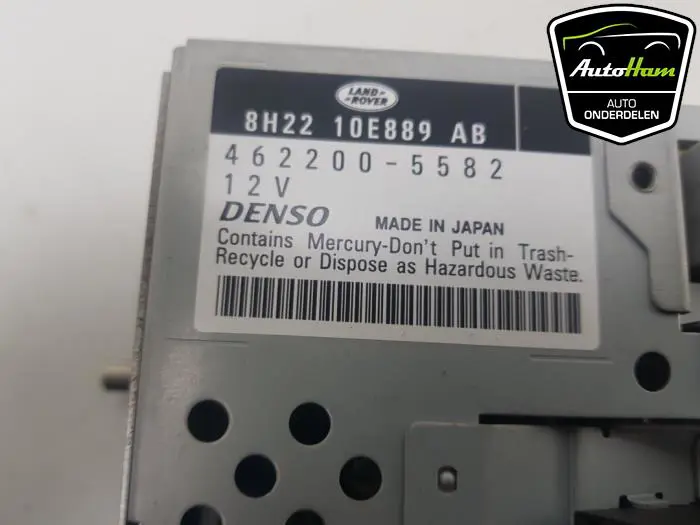 LAND-
-ROVER
8H22 10E889 AB
462200-5582
12V
DENSO MADE IN JAPAN
Contains Mercury-Don't Put in Trash-
Recycle or Dispose as Hazardous Waste.
AutoHam
AUTO
ONDERDELEN